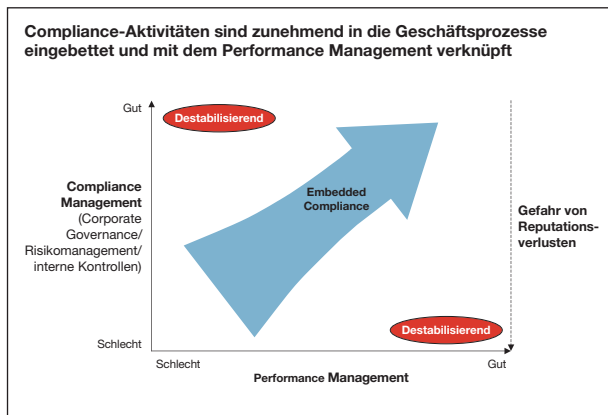 Compliance-Aktivitäten sind zunehmend in die Geschäftsprozesse
eingebettet und mit dem Performance Management verknüpft
Gut
Destabilisierend
Compliance
Management
(Corporate
Governance/
Risikomanagement/
interne Kontrollen)
Embedded
Compliance
Gefahr von
Reputations-
verlusten
Destabilisierend
Schlecht
Schlecht
Gut
Performance Management